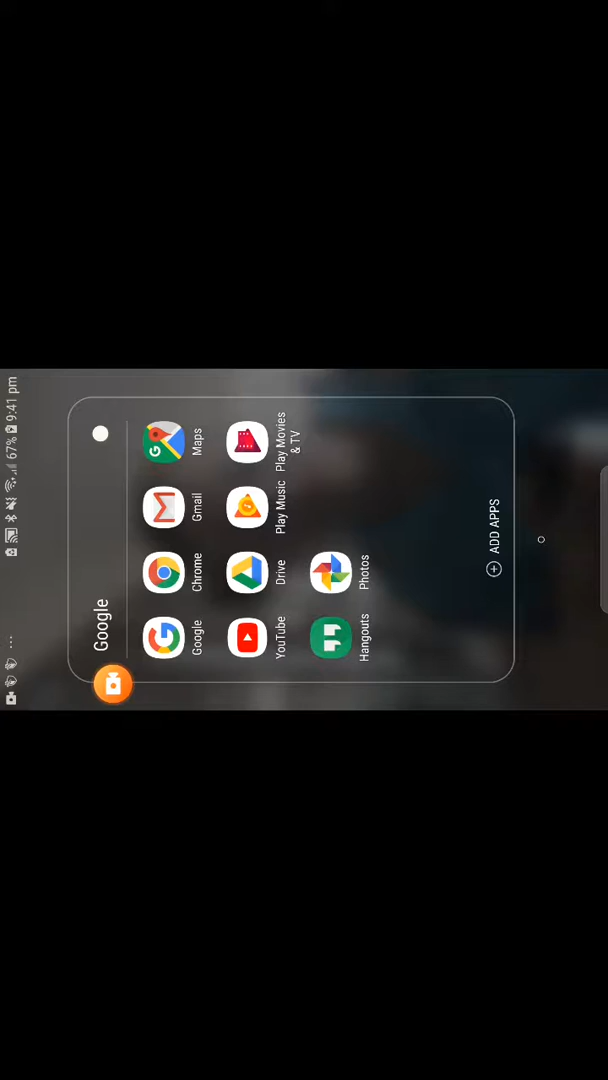 67% 9:41 pm
Google
Google Chrome Gmail Maps
YouTube Drive Play Music Play Movies
& TV
Hangouts Photos
ADD APPS